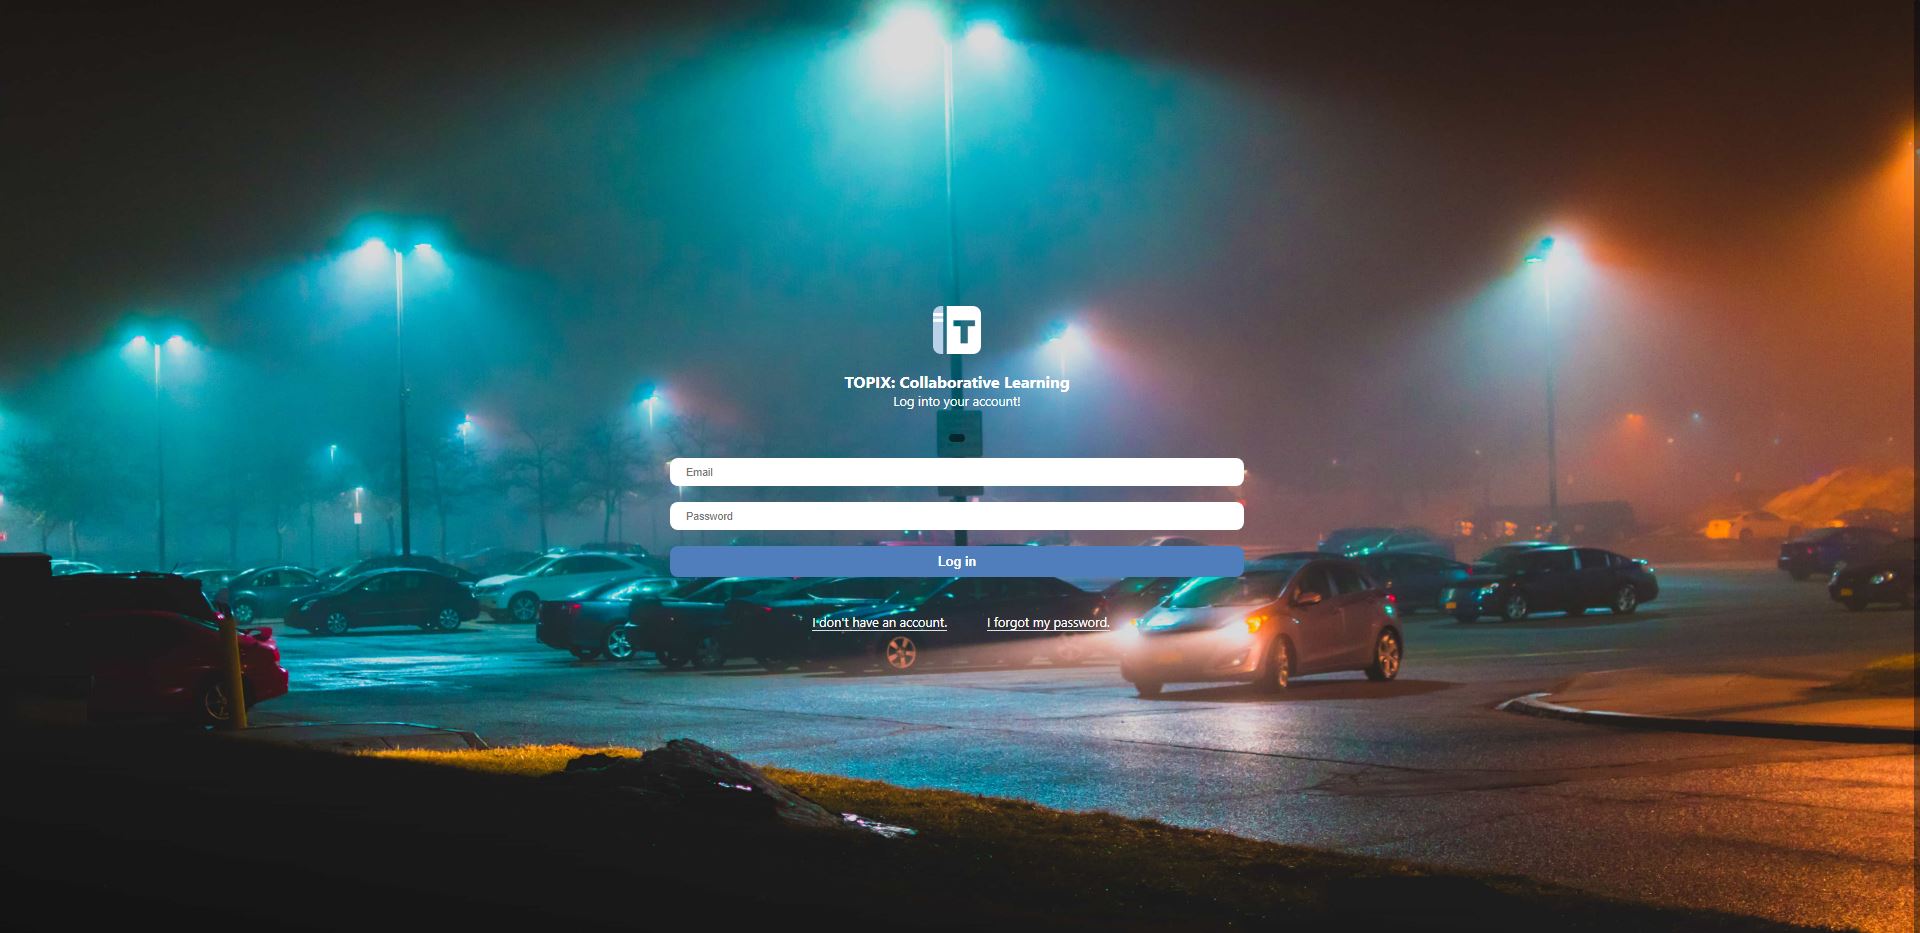 T
TOPIX: Collaborative Learning
Log into your account!
Email
Password
Log in
I don't have an account.
I forgot my password.